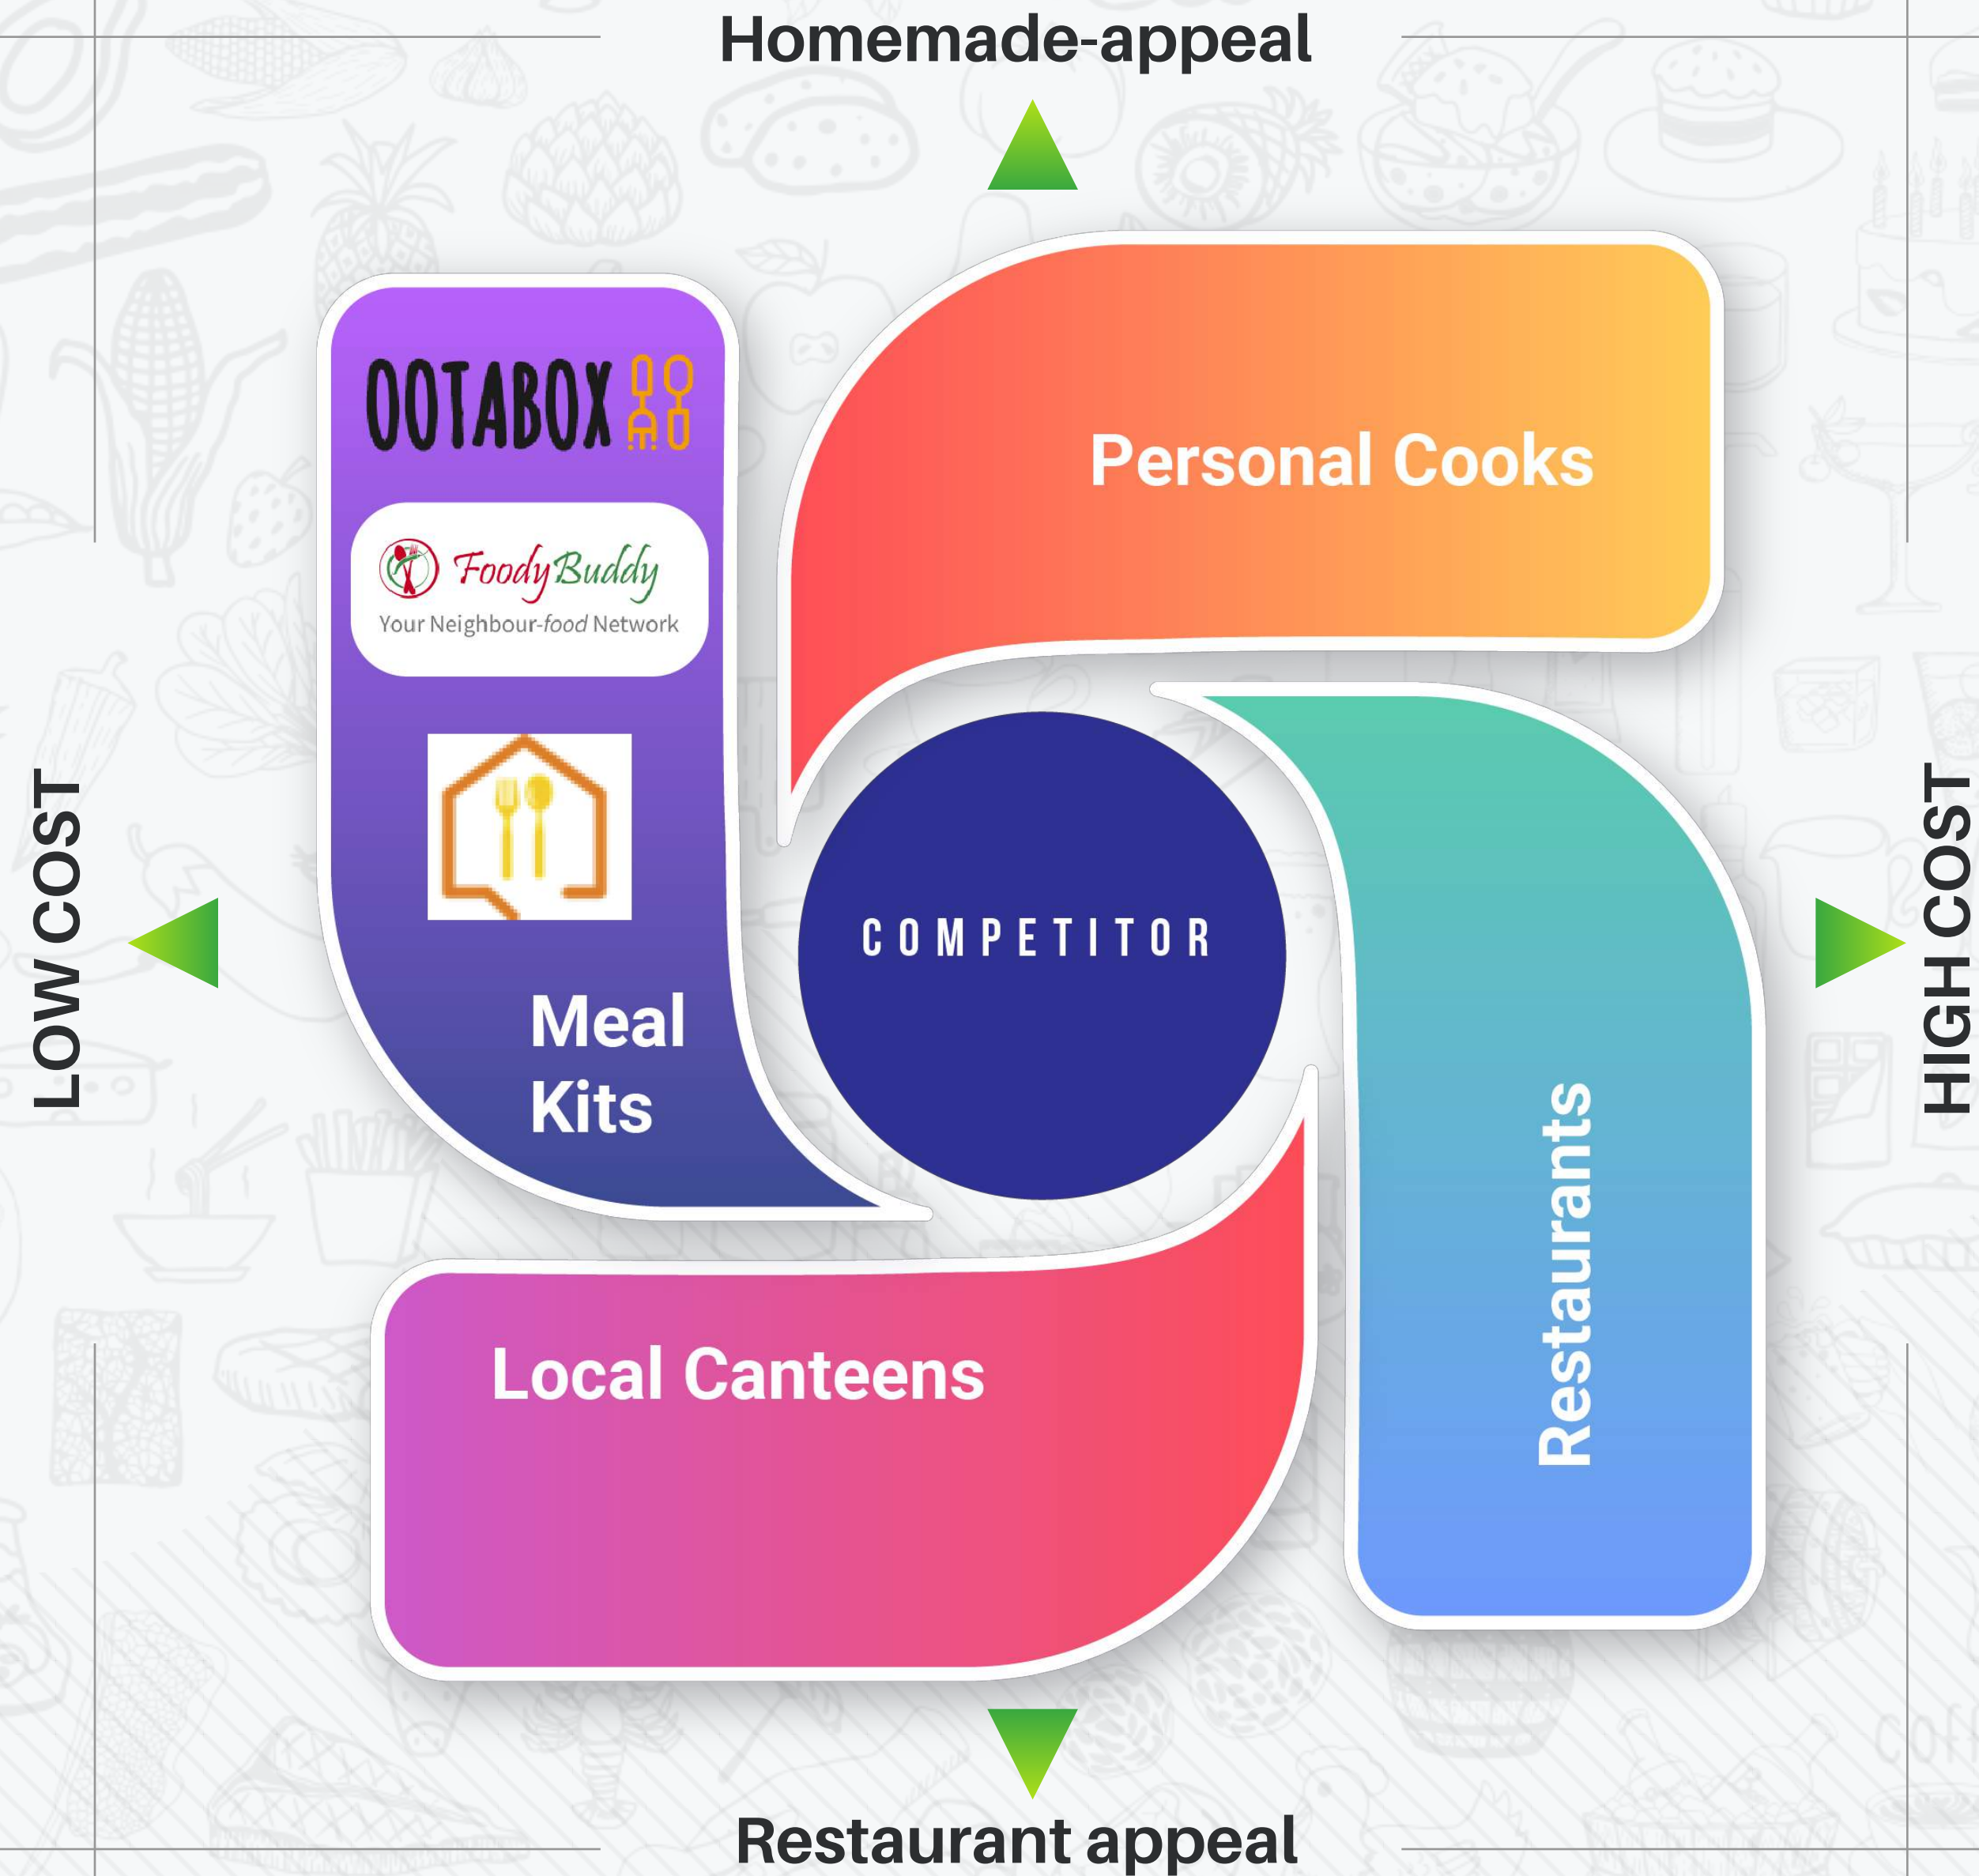 Homemade-appeal
OOTABOX
FoodyBuddy
Your Neighbour-food Network
Personal Cooks
LOW COST
COMPETITOR
HIGH COST
Meal
Kits
Restaurants
Local Canteens
Restaurant appeal